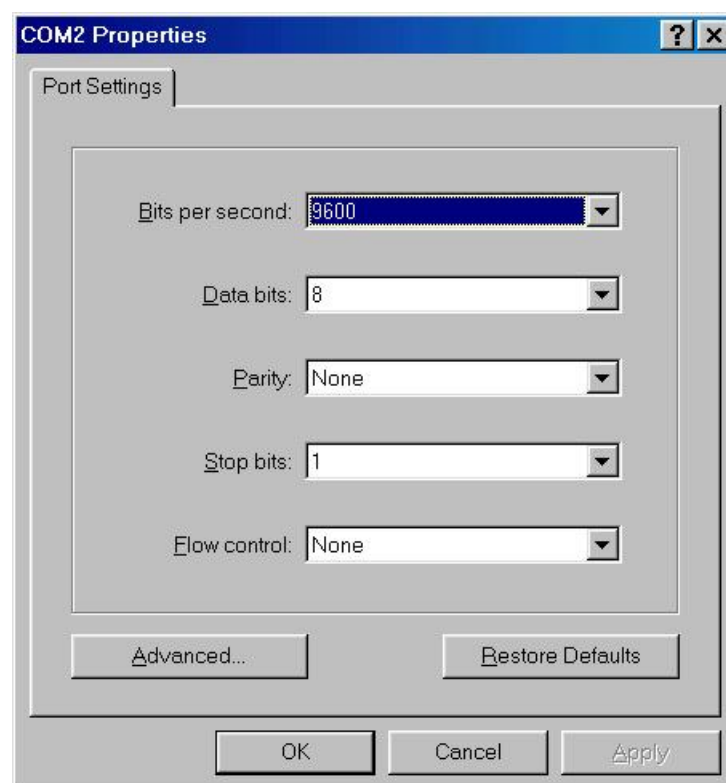 COM2 Properties
Port Settings
Bits per second: 9600
Data bits: 8
Parity: None
Stop bits: 1
Flow control: None
Advanced... Restore Defaults
OK Cancel Apply